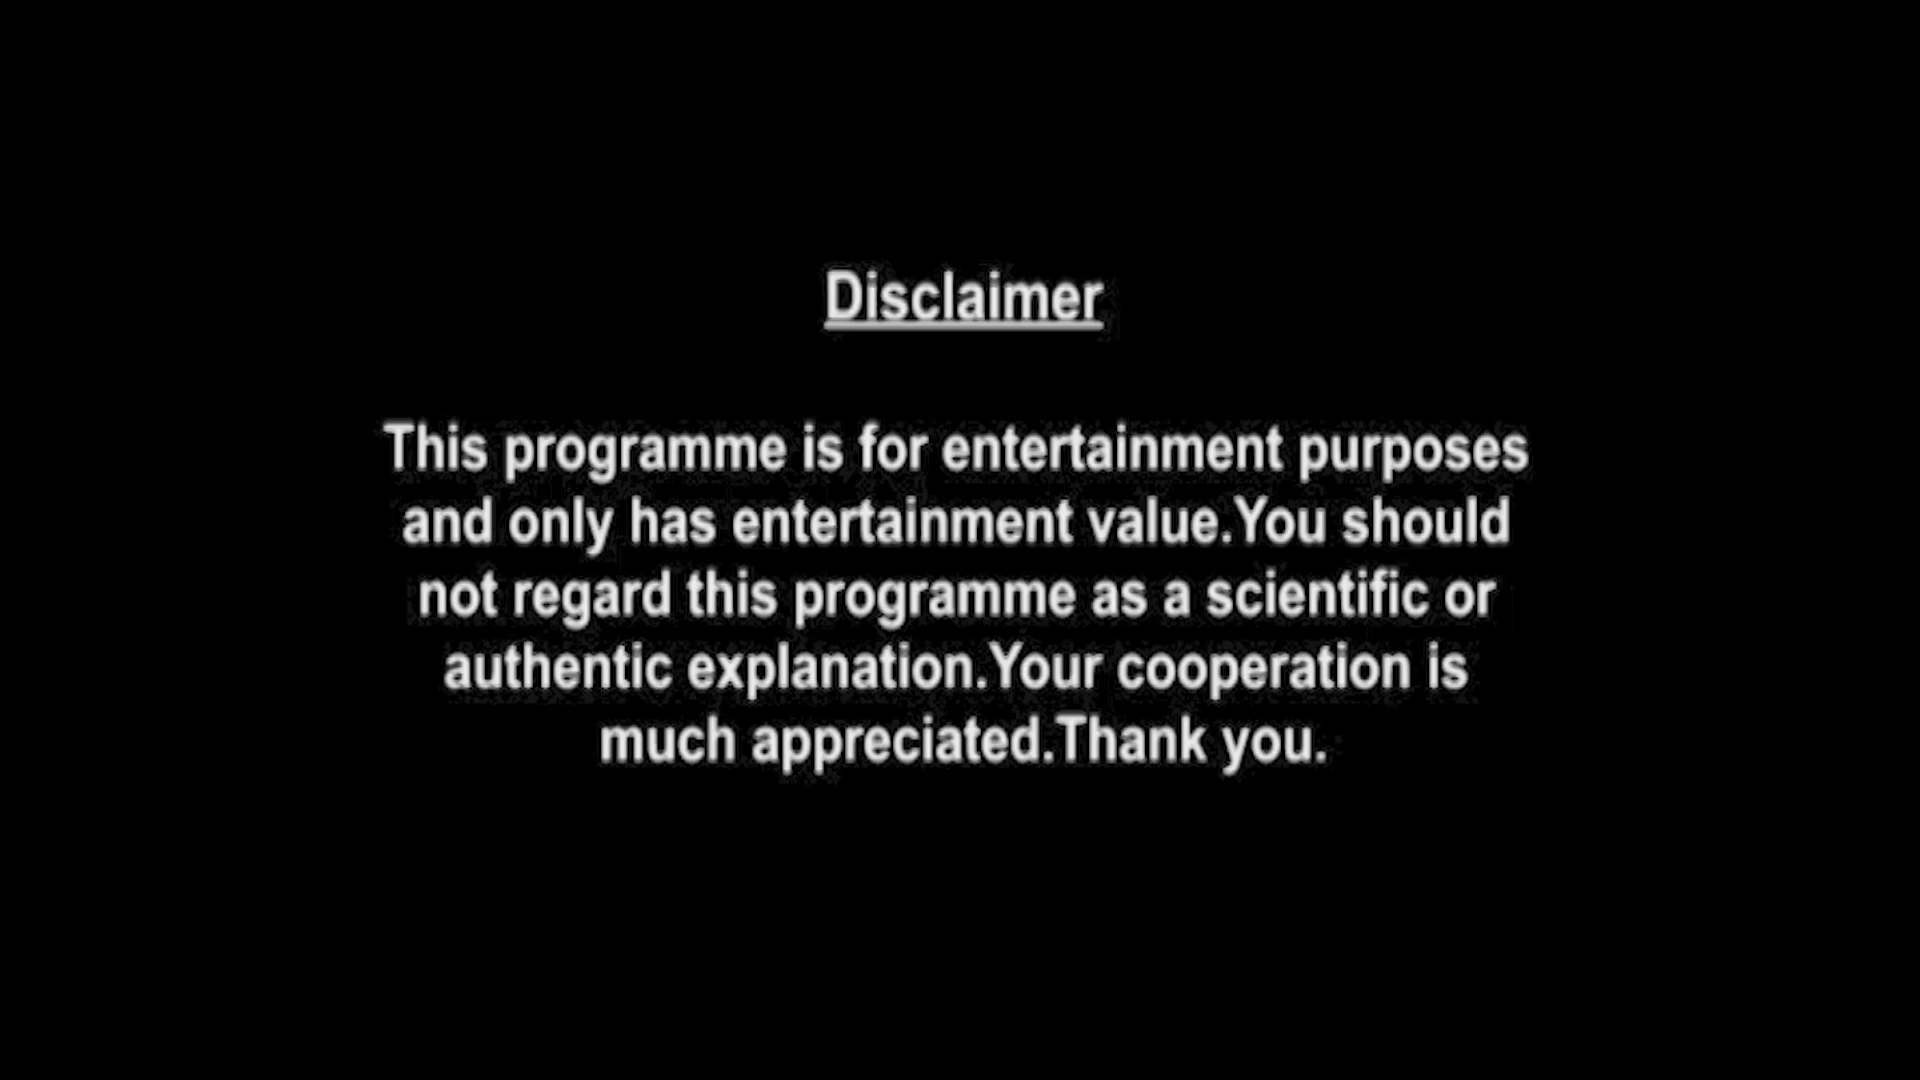 Disclaimer
This programme is for entertainment purposes
and only has entertainment value.You should
not regard this programme as a scientific or
authentic explanation.Your cooperation is
much appreciated.Thank you.